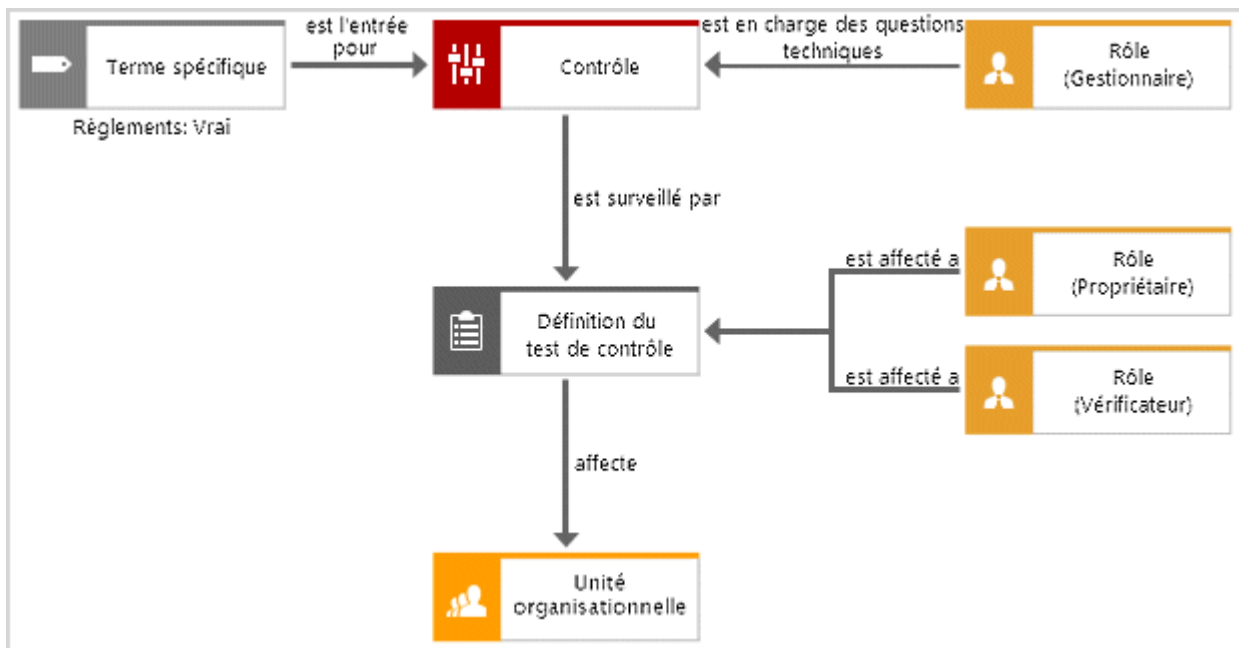 est l'entrée
pour
est en charge des questions
techniques
Terme spécifique
Contrôle
Rôle
(Gestionnaire)
Règlements: Vrai
est surveillé par
est affecté a
Rôle
(Propriétaire)
Définition du
test de contrôle
est affecté a
Rôle
(Vérificateur)
affecte
Unité
organisationnelle